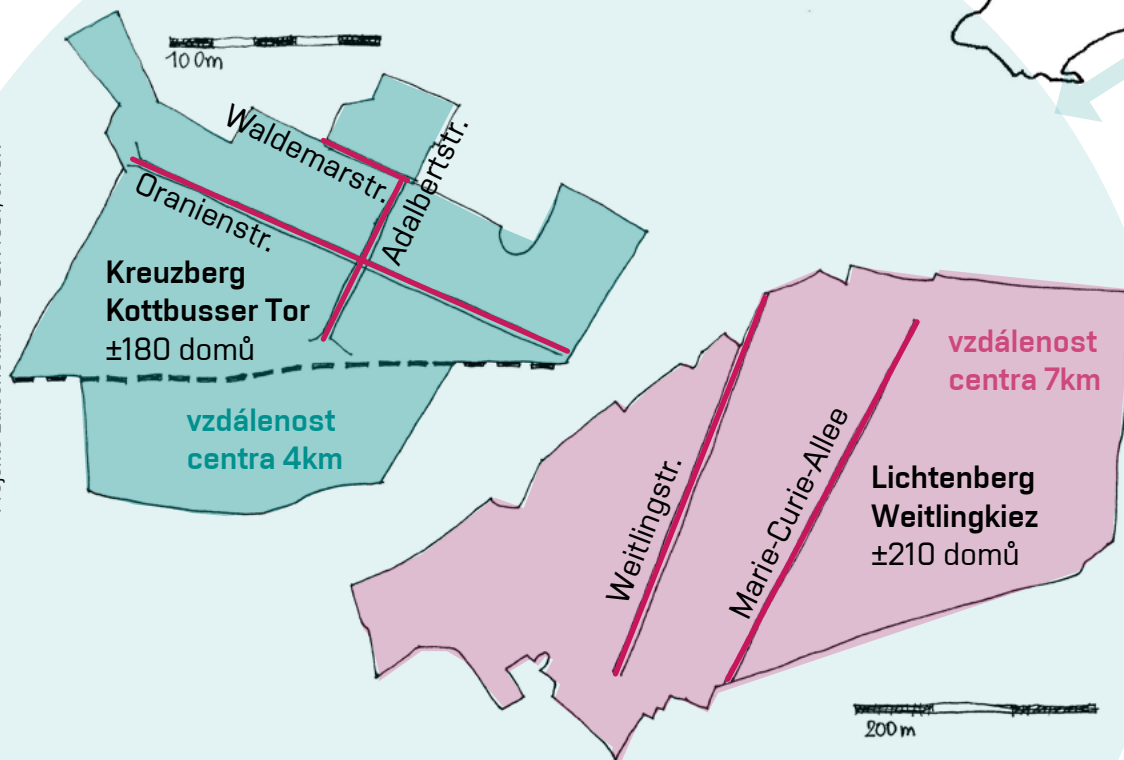 100m
Waldemarstr.
Adalbertstr.
Oranienstr.
Kreuzberg
Kottbusser Tor
±180 domů
vzdálenost
centra 4km
vzdálenost
centra 7km
Weitlingstr.
Marie-Curie-Allee
Lichtenberg
Weitlingkiez
±210 domů
200m